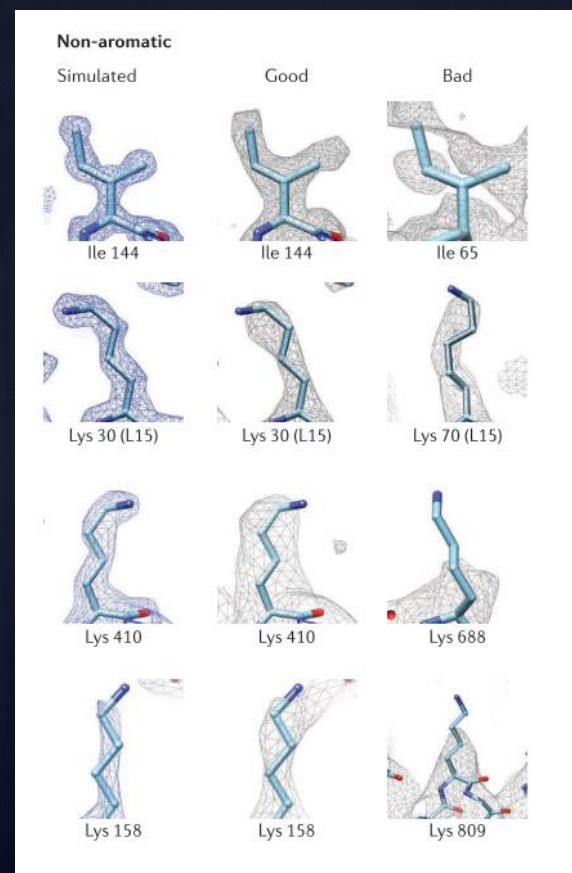 Non-aromatic
Simulated Good Bad
Ile 144 Ile 144 Ile 65
Lys 30 (L15) Lys 30 (L15) Lys 70 (L15)
Lys 410 Lys 410 Lys 688
Lys 158 Lys 158 Lys 809